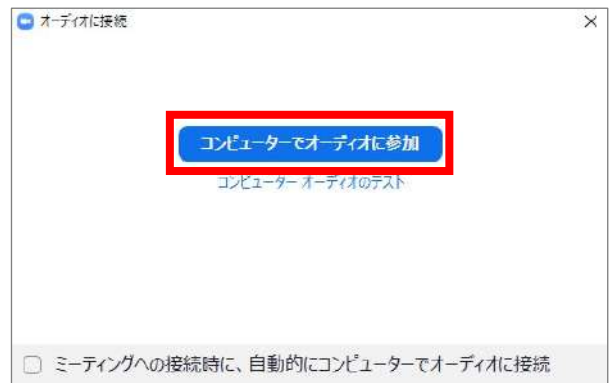 オーディオに接続
コンピューターでオーディオに参加
コンピューター オーディオのテスト
ミーティングへの接続時に、自動的にコンピューターでオーディオに接続